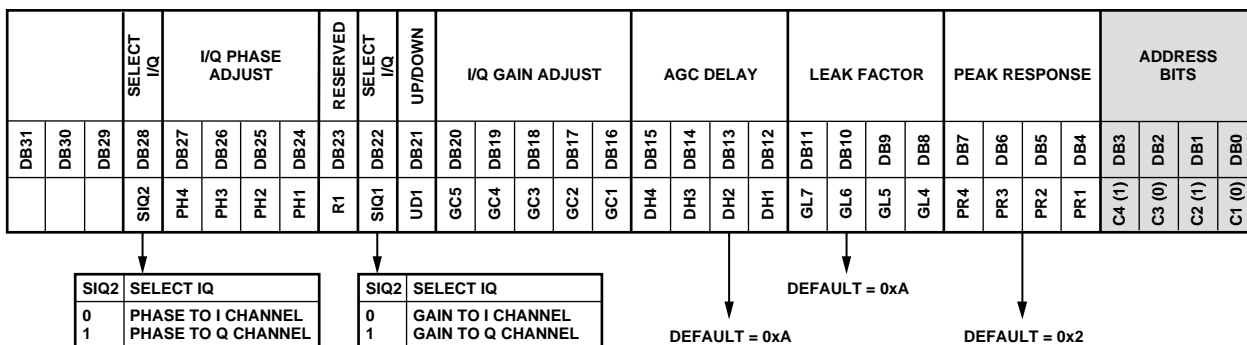 SELECT I/Q
I/Q PHASE ADJUST
RESERVED
SELECT I/Q
UP/DOWN
I/Q GAIN ADJUST
AGC DELAY
LEAK FACTOR
PEAK RESPONSE
ADDRESS BITS
DB31 DB30 DB29 DB28 DB27 DB26 DB25 DB24 DB23 DB22 DB21 DB20 DB19 DB18 DB17 DB16 DB15 DB14 DB13 DB12 DB11 DB10 DB9 DB8 DB7 DB6 DB5 DB4 DB3 DB2 DB1 DB0
SIQ2 PH4 PH3 PH2 PH1 R1 SIQ1 UD1 GC5 GC4 GC3 GC2 GC1 DH4 DH3 DH2 DH1 GL7 GL6 GL5 GL4 PR4 PR3 PR2 PR1 C4 (1) C3 (0) C2 (1) C1 (0)
SIQ2 SELECT IQ
0 PHASE TO I CHANNEL
1 PHASE TO Q CHANNEL
SIQ2 SELECT IQ
0 GAIN TO I CHANNEL
1 GAIN TO Q CHANNEL
DEFAULT = 0xA
DEFAULT = 0xA
DEFAULT = 0x2